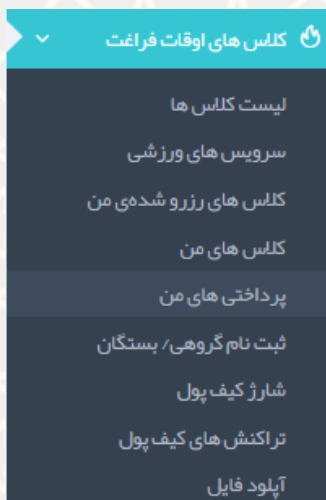 کلاس های اوقات فراغت
لیست کلاس ها
سرویس های ورزشی
کلاس های رزرو شده‌ی من
کلاس های من
پرداختی های من
ثبت نام گروهی/ بستگان
شارژ کیف پول
تراکنش های کیف پول
آپلود فایل